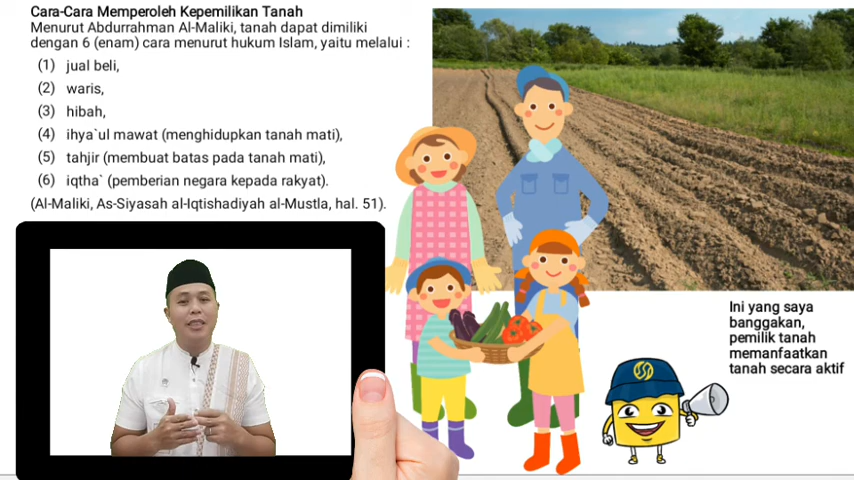 Cara-Cara Memperoleh Kepemilikan Tanah
Menurut Abdurrahman Al-Maliki, tanah dapat dimiliki
dengan 6 (enam) cara menurut hukum Islam, yaitu melalui :
(1) jual beli,
(2) waris,
(3) hibah,
(4) ihya`ul mawat (menghidupkan tanah mati),
(5) tahjir (membuat batas pada tanah mati),
(6) iqtha` (pemberian negara kepada rakyat).
(Al-Maliki, As-Siyasah al-Iqtishadiyah al-Mustla, hal. 51).
Ini yang saya
banggakan,
pemilik tanah
memanfaatkan
tanah secara aktif